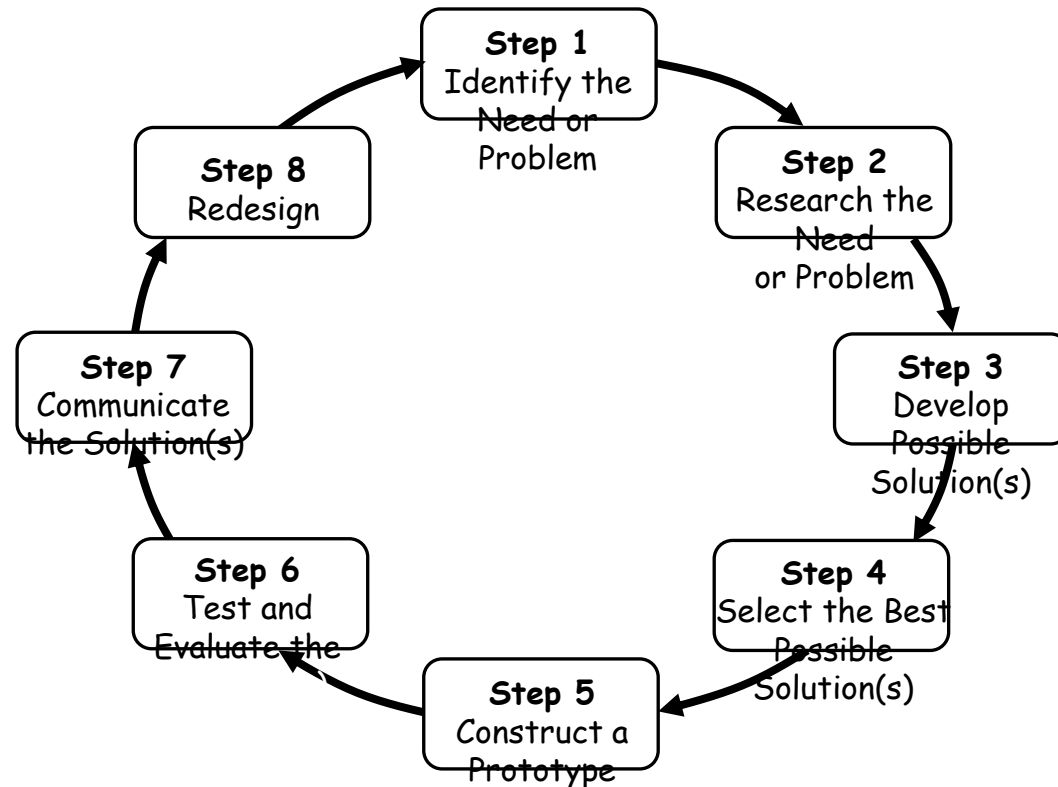 Step 1
Identify the
Need or
Problem
Step 2
Research the
Need
or Problem
Step 3
Develop
Possible
Solution(s)
Step 4
Select the Best
Possible
Solution(s)
Step 5
Construct a
Prototype
Step 6
Test and
Evaluate the
Step 7
Communicate
the Solution(s)
Step 8
Redesign